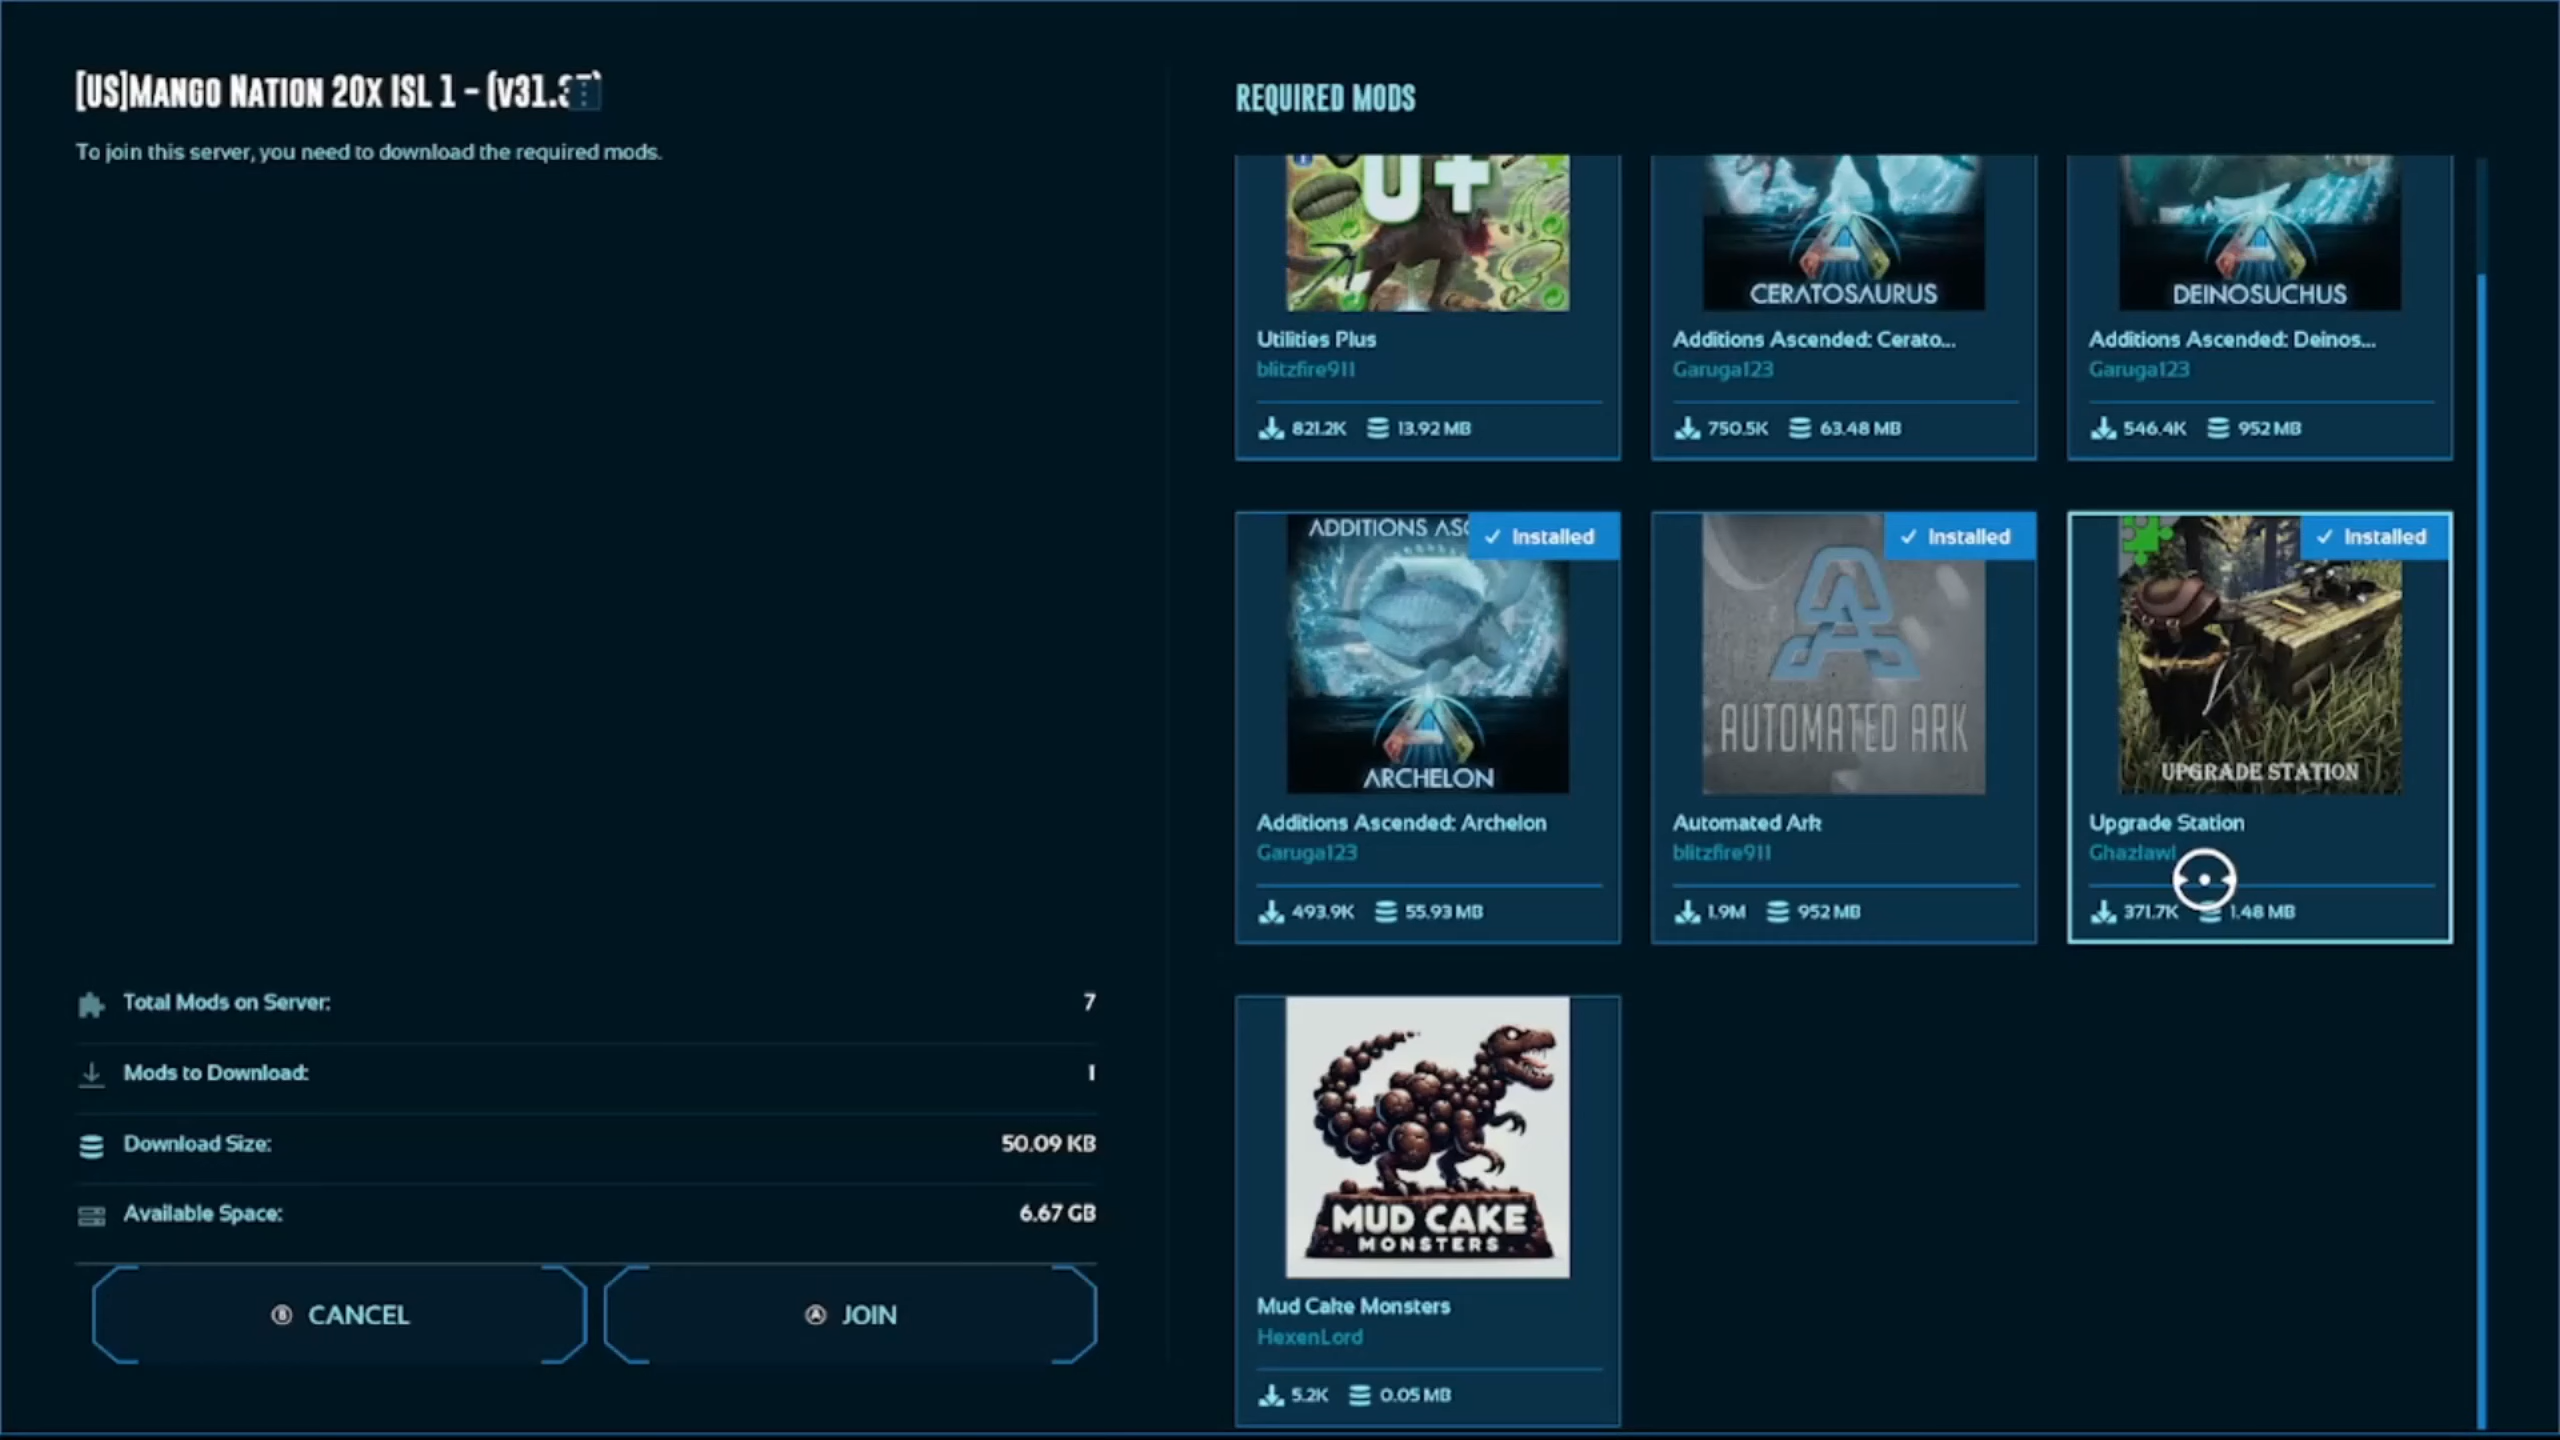 [US]Mango Nation 20x ISL 1 - (v31.
To join this server, you need to download the required mods.
REQUIRED MODS
U+
CERATOSAURUS
DEINOSUCHUS
Utilities Plus
blitzfire911
821.2K 13.92 MB
Additions Ascended: Cerato...
Garuga123
750.5K 63.48 MB
Additions Ascended: Deinos...
Garuga123
546.4K 952 MB
ADDITIONS ASC
✓ Installed
ARCHELON
Additions Ascended: Archelon
Garuga123
493.9K 55.93 MB
✓ Installed
AUTOMATED ARK
Automated Ark
blitzfire911
1.9M 952 MB
✓ Installed
UPGRADE STATION
Upgrade Station
Ghazlawl
371.7K 1.48 MB
MUD CAKE
MONSTERS
Mud Cake Monsters
HexenLord
5.2K 0.05 MB
Total Mods on Server: 7
Mods to Download: 1
Download Size: 50.09 KB
Available Space: 6.67 GB
B CANCEL
A JOIN